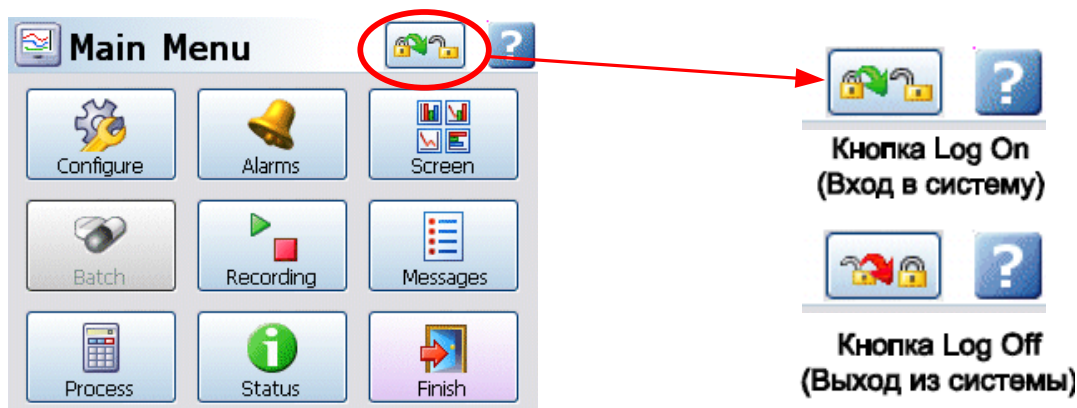 Main Menu
?
Configure
Alarms
Screen
Batch
Recording
Messages
Process
Status
Finish
?
Кнопка Log On
(Вход в систему)
?
Кнопка Log Off
(Выход из системы)